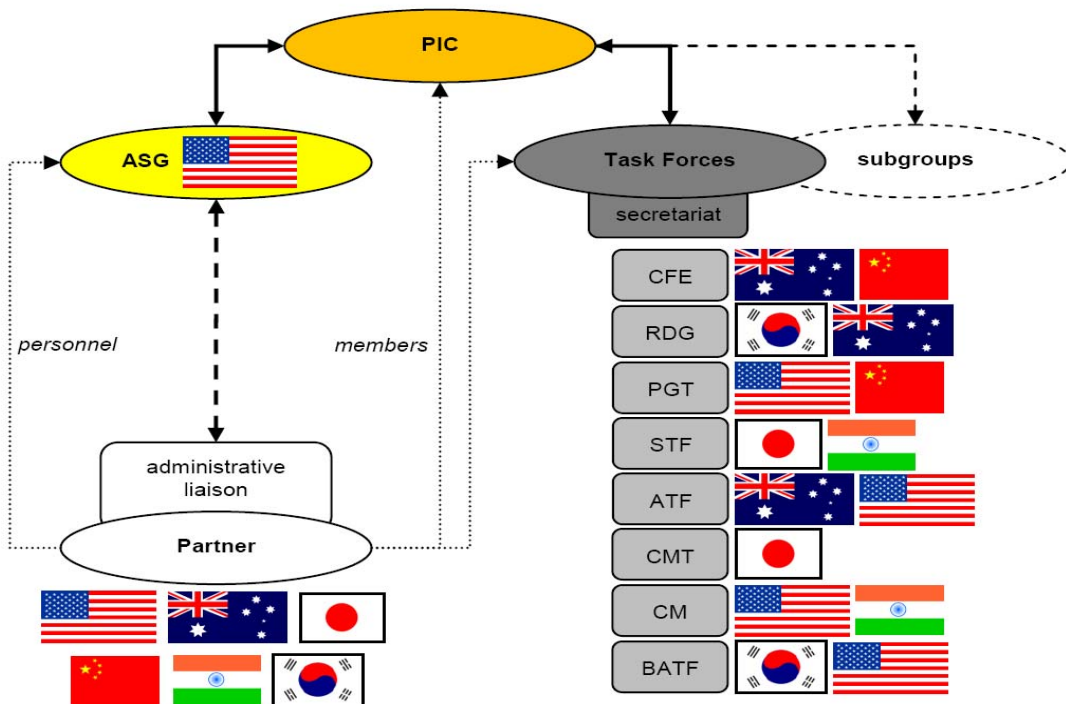 PIC
ASG
Task Forces
subgroups
secretariat
CFE
RDG
personnel
members
PGT
STF
administrative
liaison
ATF
Partner
CMT
CM
BATF